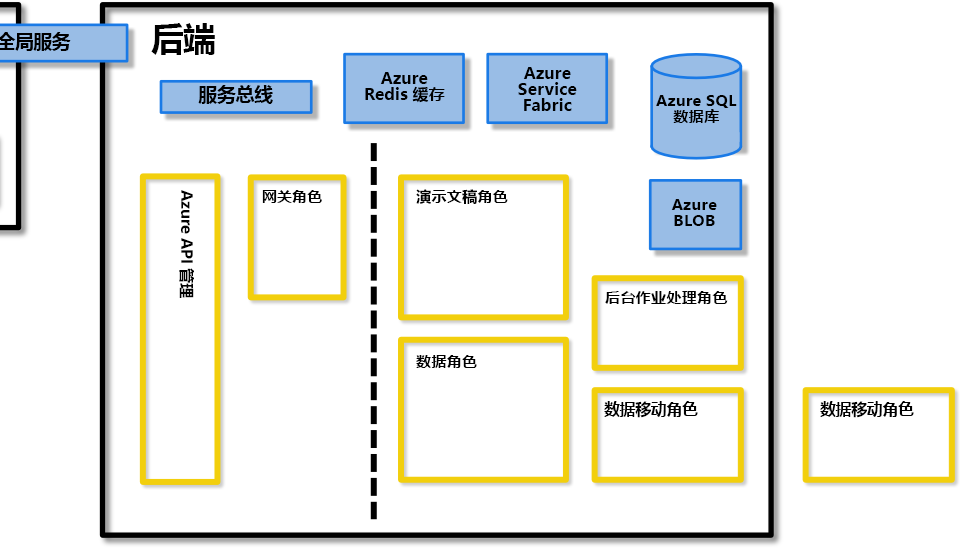 全局服务
后端
服务总线
Azure
Redis 缓存
Azure
Service
Fabric
Azure SQL
数据库
Azure API 管理
网关角色
演示文稿角色
Azure
BLOB
后台作业处理角色
数据角色
数据移动角色
数据移动角色